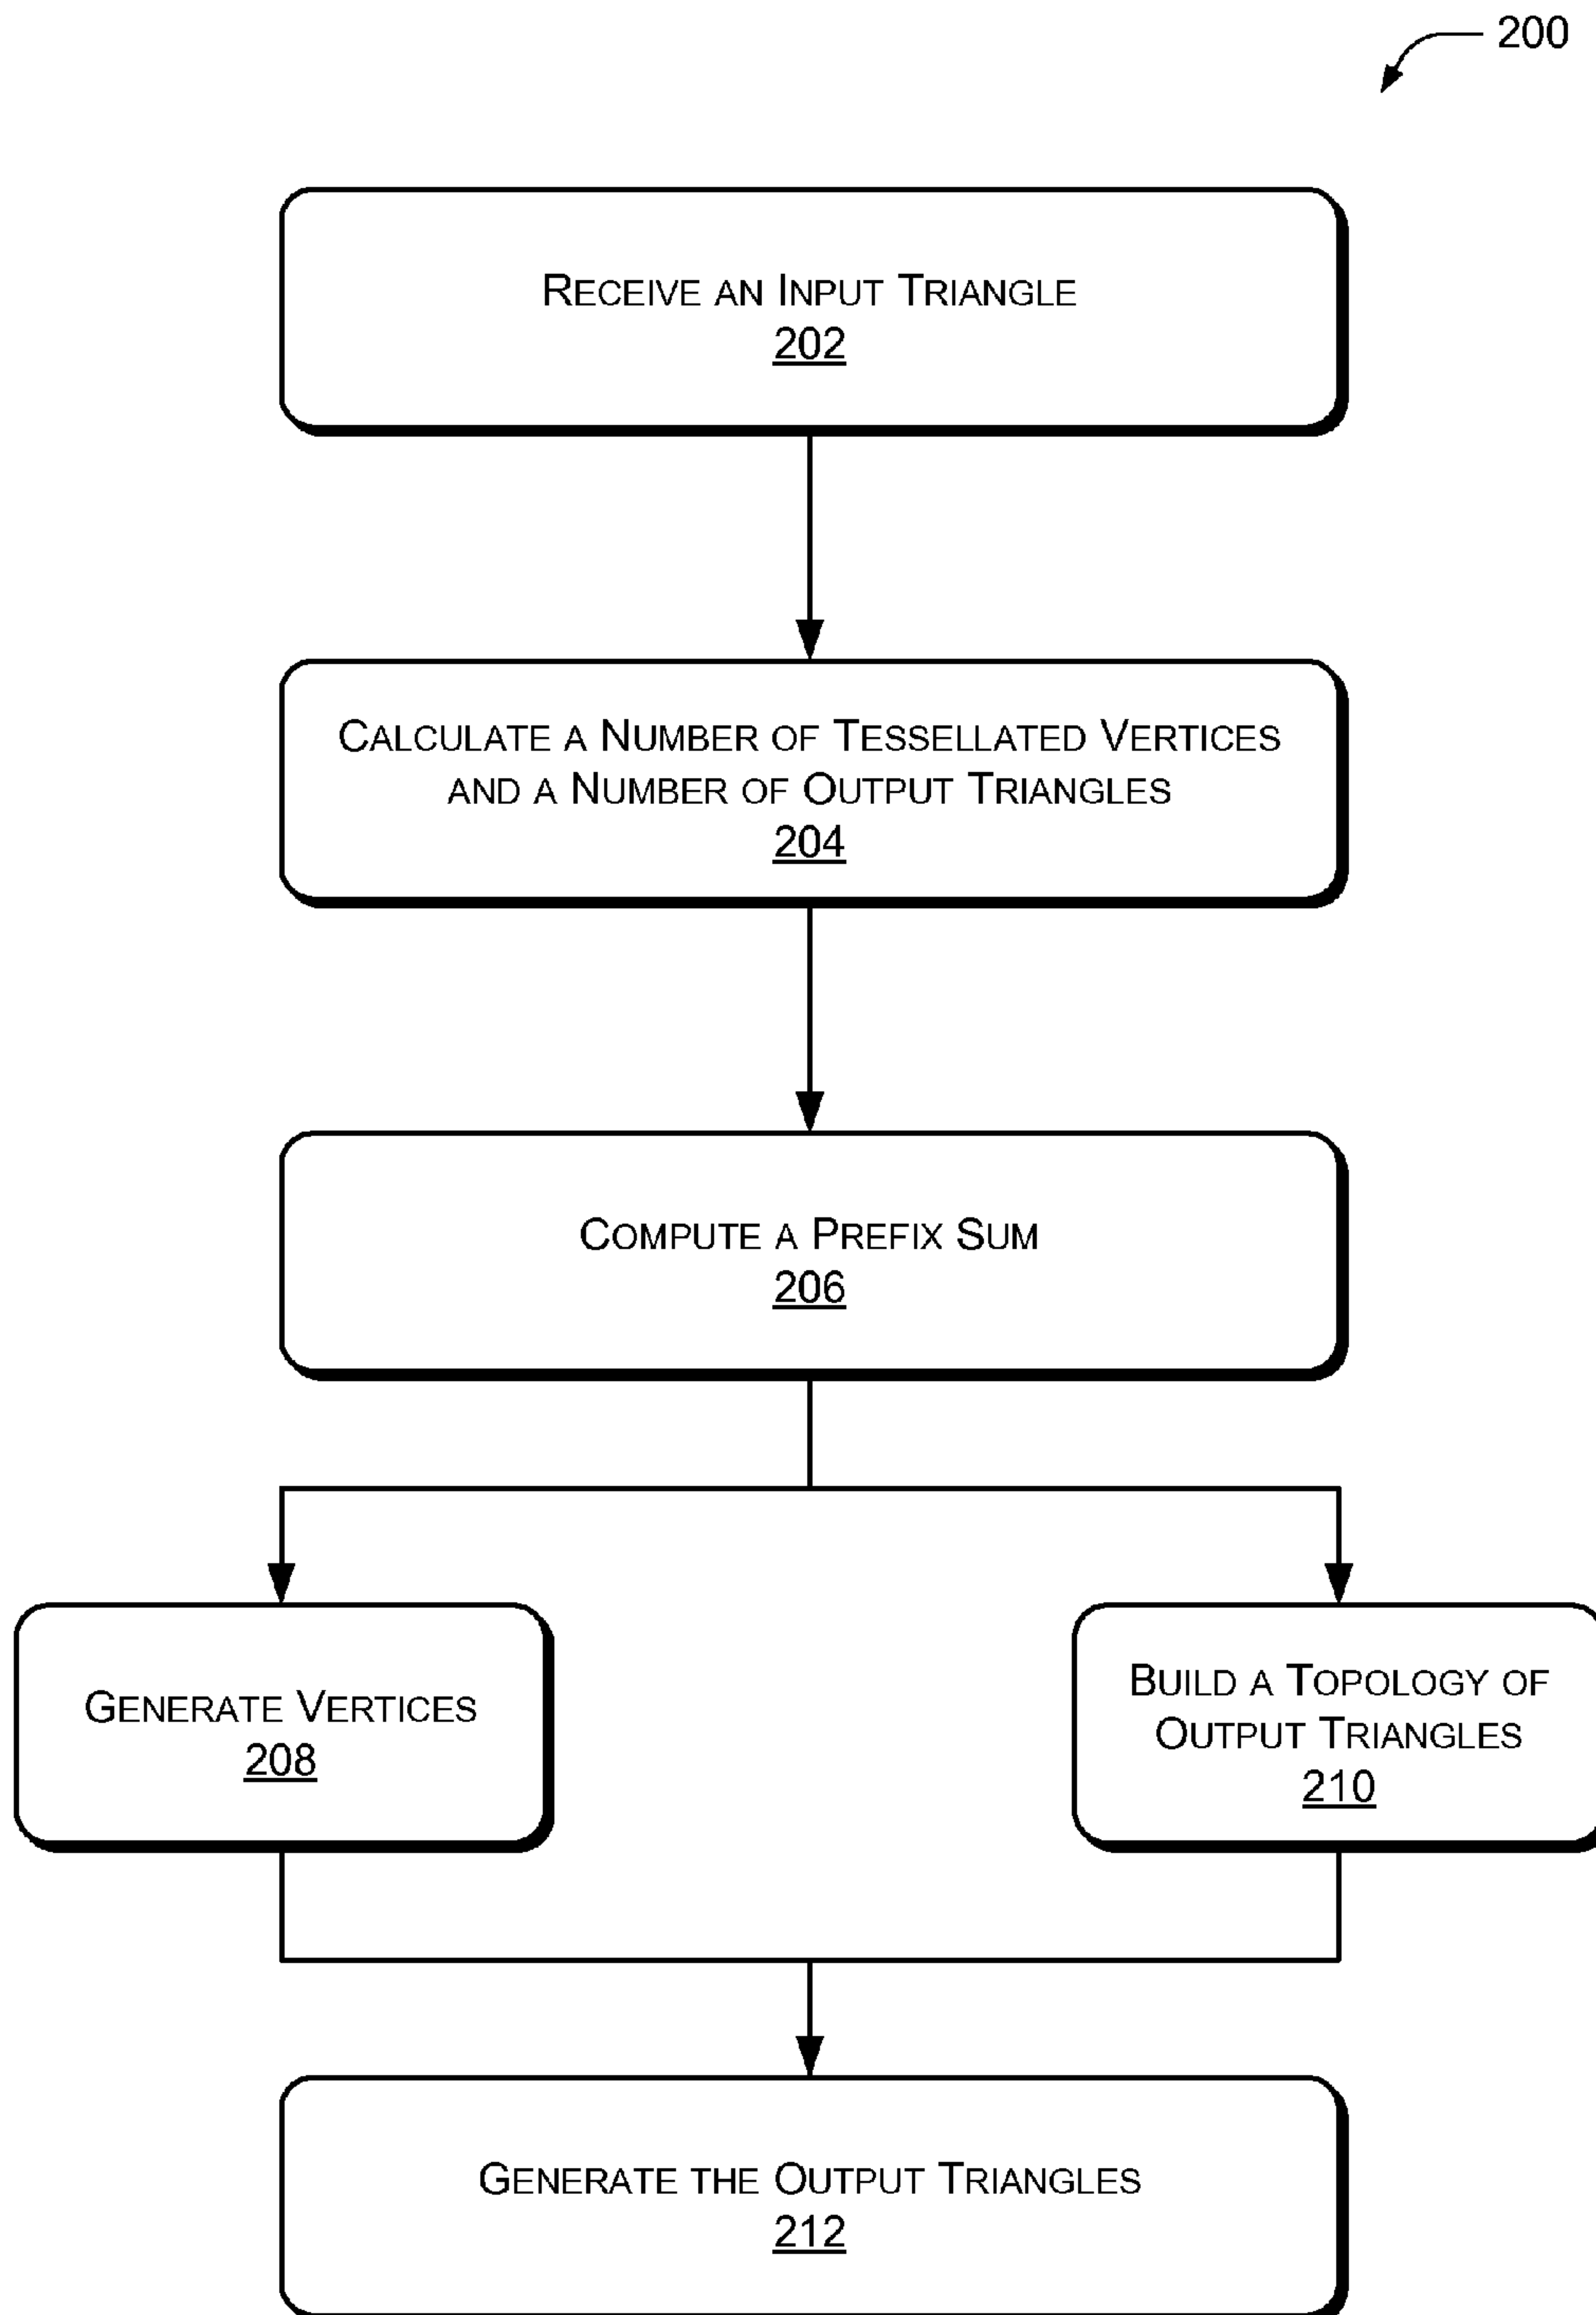 200
RECEIVE AN INPUT TRIANGLE
202
CALCULATE A NUMBER OF TESSELLATED VERTICES
AND A NUMBER OF OUTPUT TRIANGLES
204
COMPUTE A PREFIX SUM
206
GENERATE VERTICES
208
BUILD A TOPOLOGY OF
OUTPUT TRIANGLES
210
GENERATE THE OUTPUT TRIANGLES
212